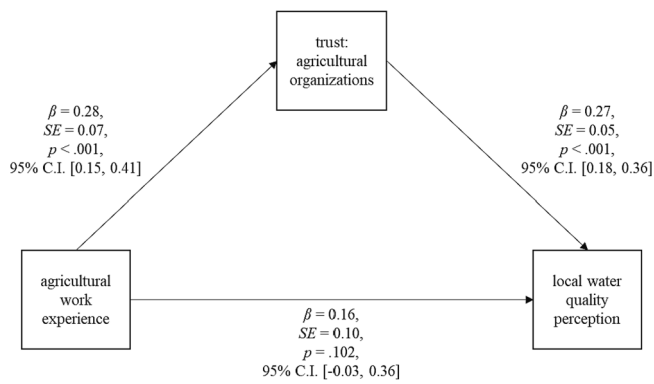 trust:
agricultural
organizations
β = 0.28,
SE = 0.07,
p < .001,
95% C.I. [0.15, 0.41]
β = 0.27,
SE = 0.05,
p < .001,
95% C.I. [0.18, 0.36]
agricultural
work
experience
local water
quality
perception
β = 0.16,
SE = 0.10,
p = .102,
95% C.I. [-0.03, 0.36]